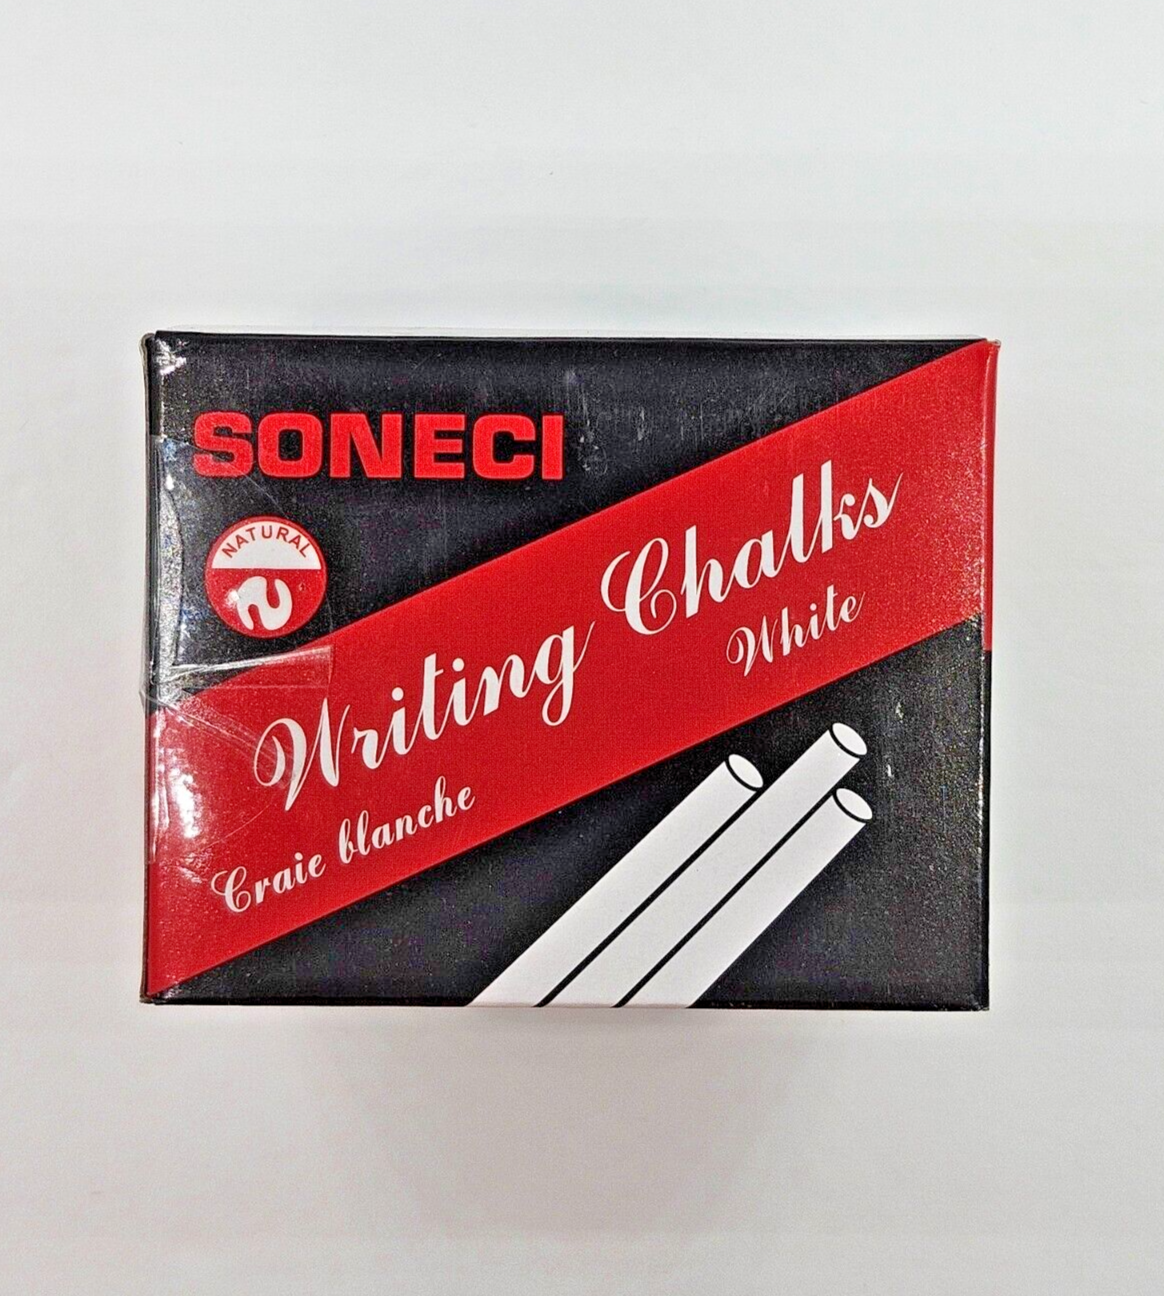 SONECI
NATURAL
Writing Chalks
White
Craie blanche